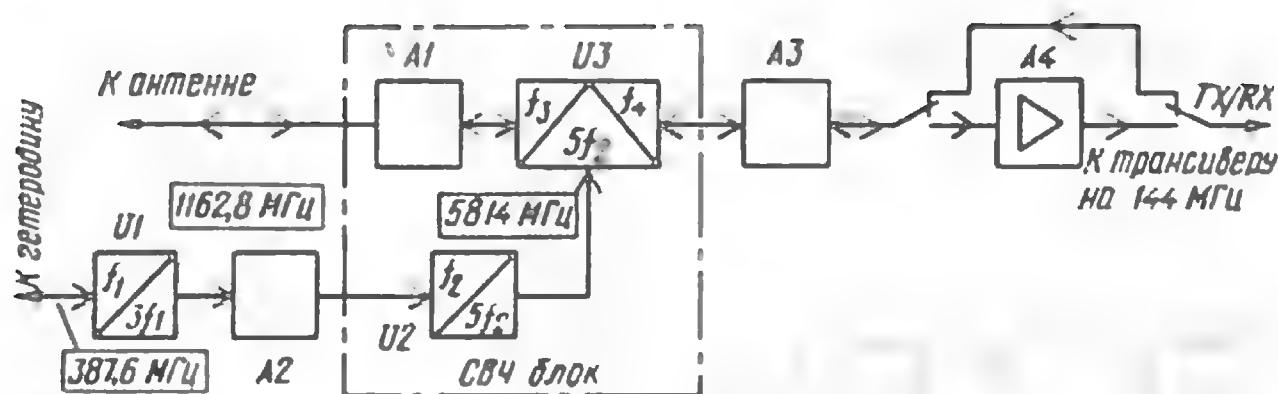 A1
U3
A3
A4
К антенне
f3
f4
5f2
TX/RX
К трансиверу
на 144 МГц
К гетеродину
1162,8 МГц
5814 МГц
U1
f1
3f1
f2
5f2
U2
387,6 МГц
A2
СВЧ блок